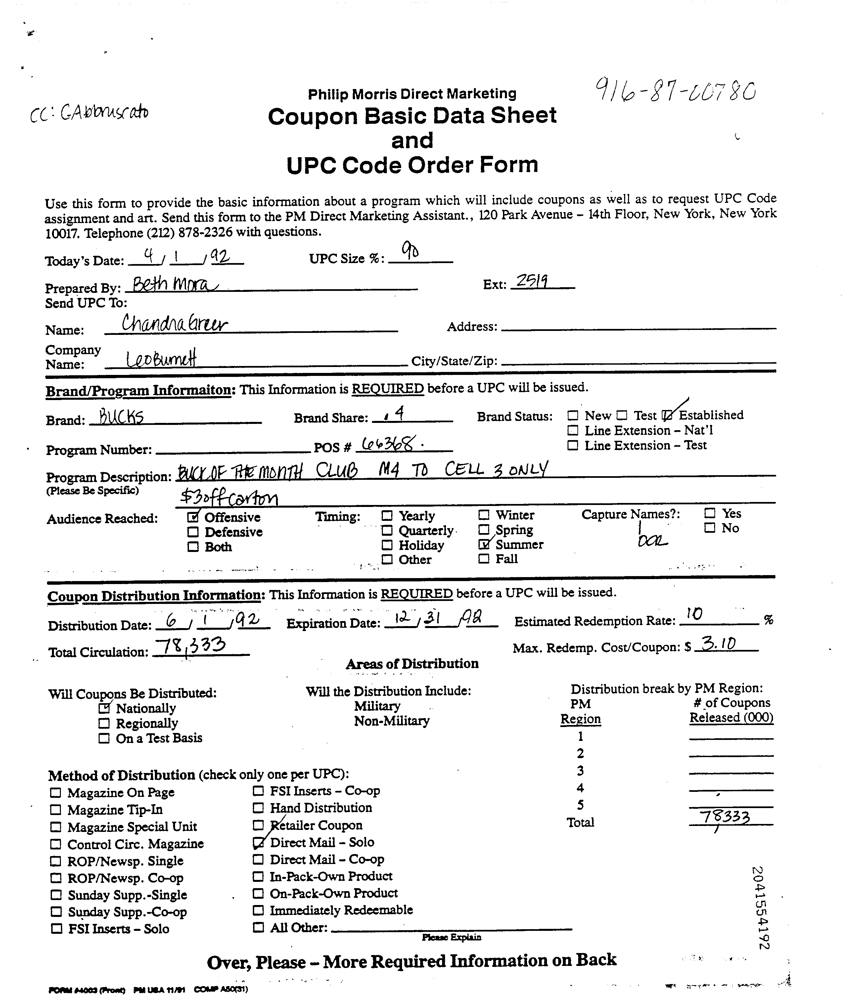 Philip Morris Direct Marketing
916-87-00780
CC: GAbbruscato
Coupon Basic Data Sheet
and
UPC Code Order Form
Use this form to provide the basic information about a program which will include coupons as well as to request UPC Code
assignment and art. Send this form to the PM Direct Marketing Assistant., 120 Park Avenue – 14th Floor, New York, New York
10017. Telephone (212) 878-2326 with questions.
Today's Date: 4/1/92 UPC Size %: 90
Prepared By: Beth Mora Ext: 2519
Send UPC To:
Name: Chandra Greer Address:
Company
Name: Leo Burnett City/State/Zip:
Brand/Program Informaiton: This Information is REQUIRED before a UPC will be issued.
Brand: BUCKS Brand Share: .4 Brand Status: ☐ New ☐ Test ☑ Established
☐ Line Extension – Nat'l
Program Number: POS # 66368. ☐ Line Extension – Test
Program Description: BUCK OF THE MONTH CLUB M4 TO CELL 3 ONLY
(Please Be Specific) $3 off carton
Audience Reached: ☑ Offensive Timing: ☐ Yearly ☐ Winter Capture Names?: ☐ Yes
☐ Defensive ☐ Quarterly ☐ Spring ☐ No
☐ Both ☐ Holiday ☑ Summer
☐ Other ☐ Fall
Coupon Distribution Information: This Information is REQUIRED before a UPC will be issued.
Distribution Date: 6/1/92 Expiration Date: 12/31/92 Estimated Redemption Rate: 10 %
Total Circulation: 78,333 Max. Redemp. Cost/Coupon: $ 3.10
Areas of Distribution
Will Coupons Be Distributed: Will the Distribution Include: Distribution break by PM Region:
☑ Nationally Military PM # of Coupons
☐ Regionally Non-Military Region Released (000)
☐ On a Test Basis 1
2
Method of Distribution (check only one per UPC): 3
☐ Magazine On Page ☐ FSI Inserts – Co-op 4
☐ Magazine Tip-In ☐ Hand Distribution 5
☐ Magazine Special Unit ☐ Retailer Coupon Total 78,333
☐ Control Circ. Magazine ☑ Direct Mail – Solo
☐ ROP/Newsp. Single ☐ Direct Mail – Co-op
☐ ROP/Newsp. Co-op ☐ In-Pack-Own Product
☐ Sunday Supp.-Single ☐ On-Pack-Own Product
☐ Sunday Supp.-Co-op ☐ Immediately Redeemable
☐ FSI Inserts – Solo ☐ All Other:
Please Explain
2041554192
Over, Please – More Required Information on Back
FORM #4003 (Front) PM USA 11/91 COMP A50(31)